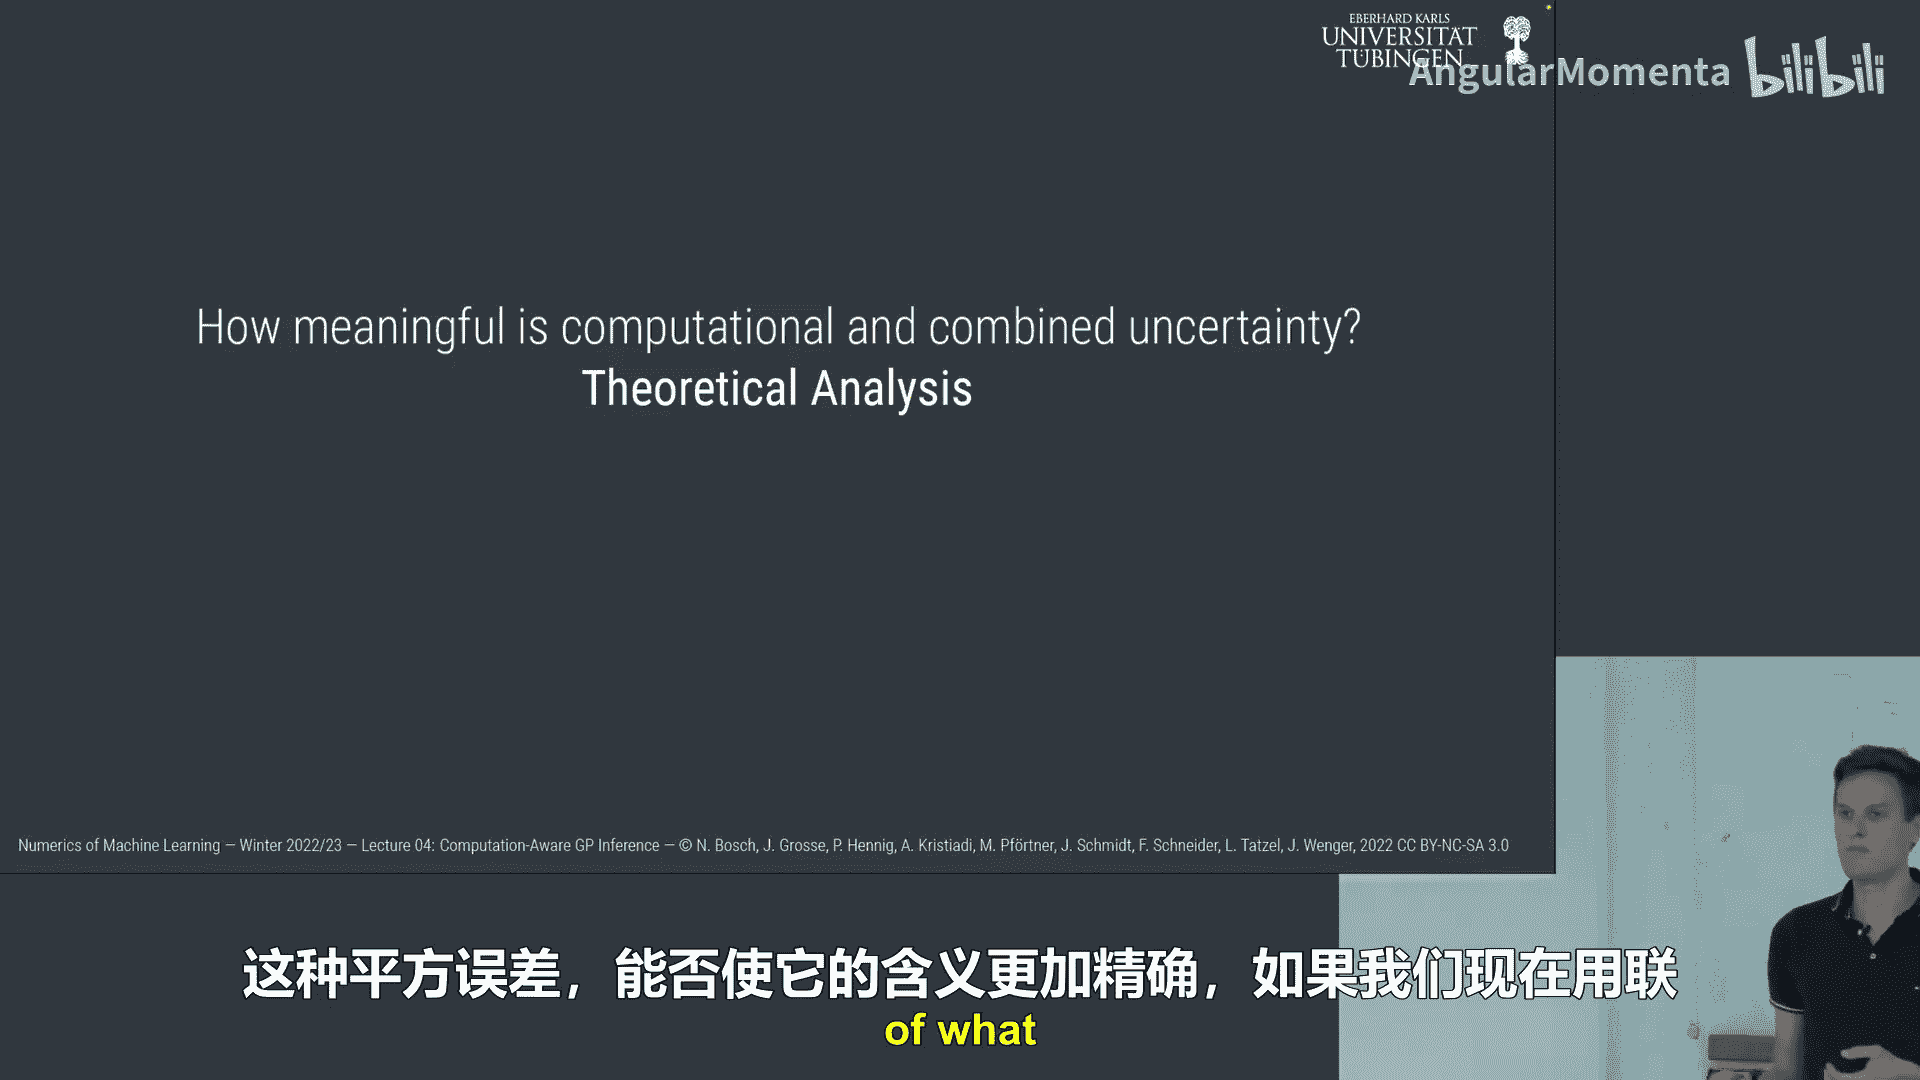 EBERHARD KARLS
UNIVERSITÄT
TÜBINGEN
AngularMomenta bilibili
How meaningful is computational and combined uncertainty?
Theoretical Analysis
Numerics of Machine Learning — Winter 2022/23 — Lecture 04: Computation-Aware GP Inference — © N. Bosch, J. Grosse, P. Hennig, A. Kristiadi, M. Pförtner, J. Schmidt, F. Schneider, L. Tatzel, J. Wenger, 2022 CC BY-NC-SA 3.0
这种平方误差，能否使它的含义更加精确，如果我们现在用联
of what